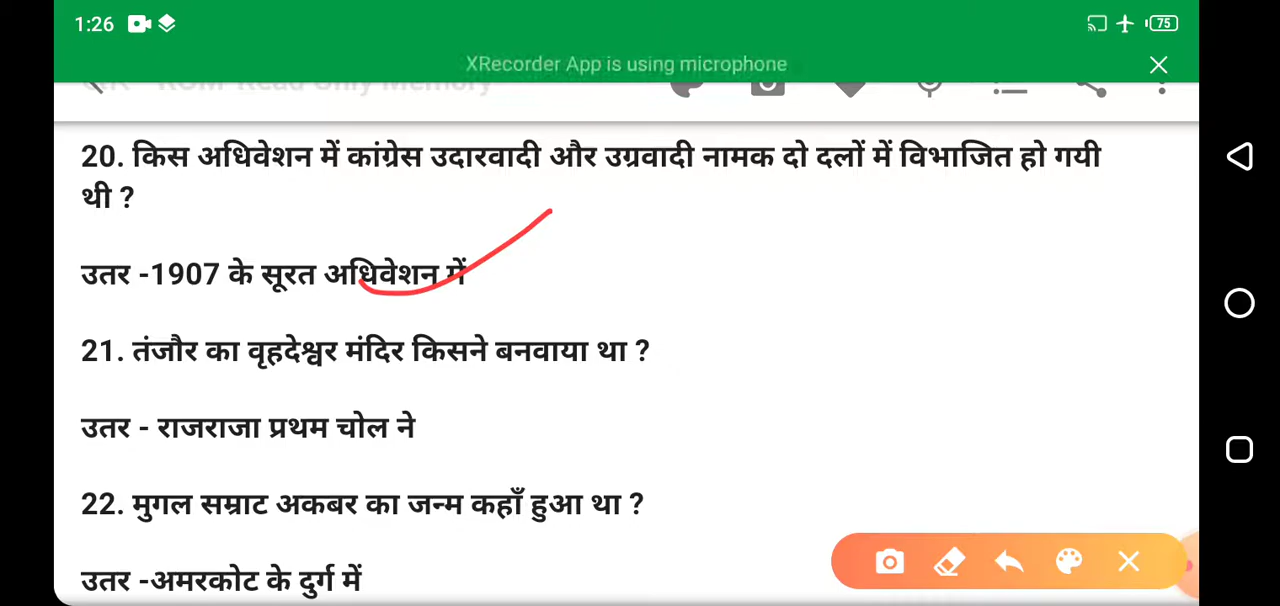 1:26 75
XRecorder App is using microphone
20. किस अधिवेशन में कांग्रेस उदारवादी और उग्रवादी नामक दो दलों में विभाजित हो गयी
थी ?
उतर -1907 के सूरत अधिवेशन में
21. तंजौर का वृहदेश्वर मंदिर किसने बनवाया था ?
उतर - राजराजा प्रथम चोल ने
22. मुगल सम्राट अकबर का जन्म कहाँ हुआ था ?
उतर -अमरकोट के दुर्ग में